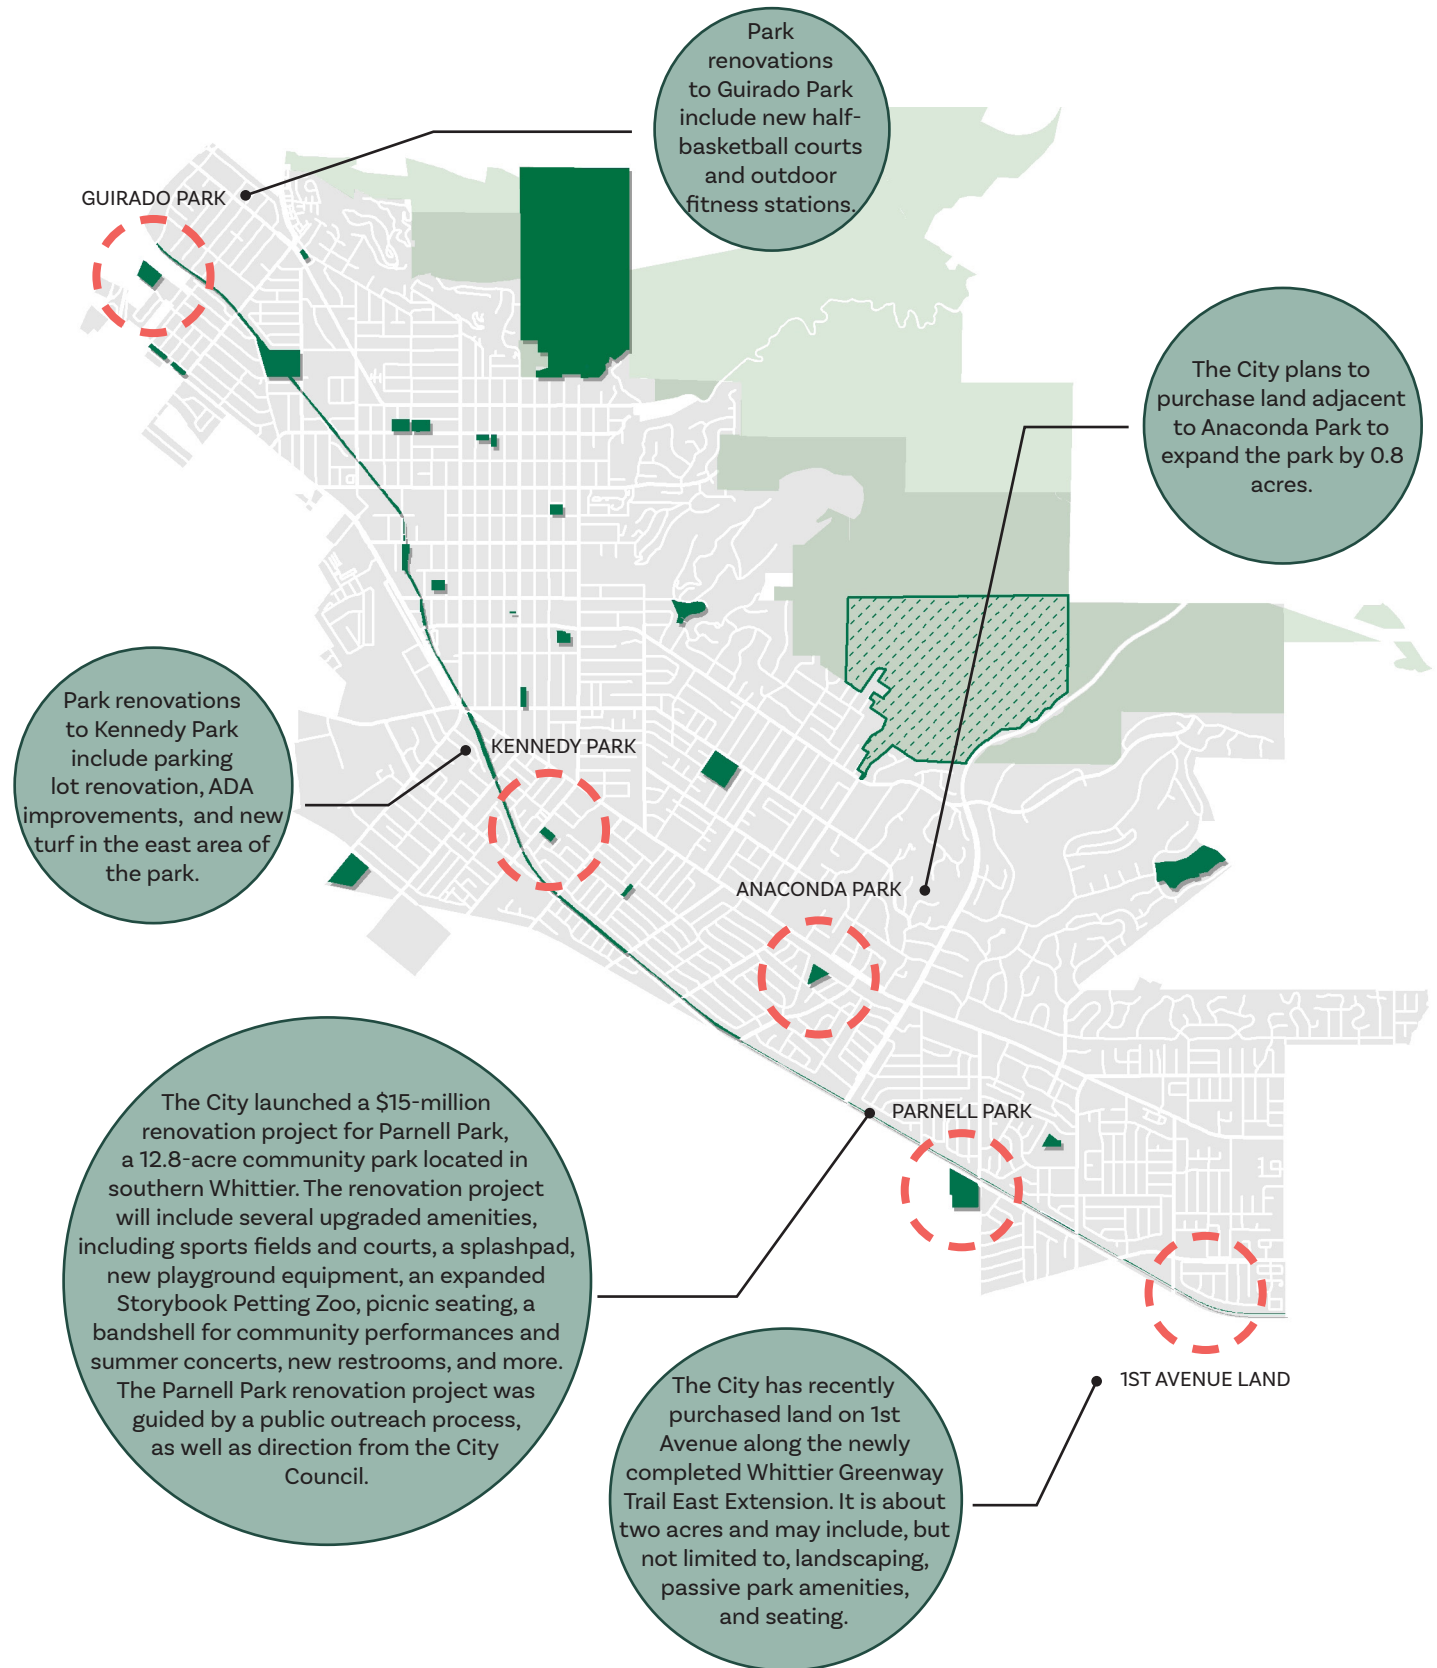 Park
renovations
to Guirado Park
include new half-
basketball courts
and outdoor
fitness stations.
GUIRADO PARK
The City plans to
purchase land adjacent
to Anaconda Park to
expand the park by 0.8
acres.
Park renovations
to Kennedy Park
include parking
lot renovation, ADA
improvements, and new
turf in the east area of
the park.
KENNEDY PARK
ANACONDA PARK
The City launched a $15-million
renovation project for Parnell Park,
a 12.8-acre community park located in
southern Whittier. The renovation project
will include several upgraded amenities,
including sports fields and courts, a splashpad,
new playground equipment, an expanded
Storybook Petting Zoo, picnic seating, a
bandshell for community performances and
summer concerts, new restrooms, and more.
The Parnell Park renovation project was
guided by a public outreach process,
as well as direction from the City
Council.
PARNELL PARK
The City has recently
purchased land on 1st
Avenue along the newly
completed Whittier Greenway
Trail East Extension. It is about
two acres and may include, but
not limited to, landscaping,
passive park amenities,
and seating.
1ST AVENUE LAND